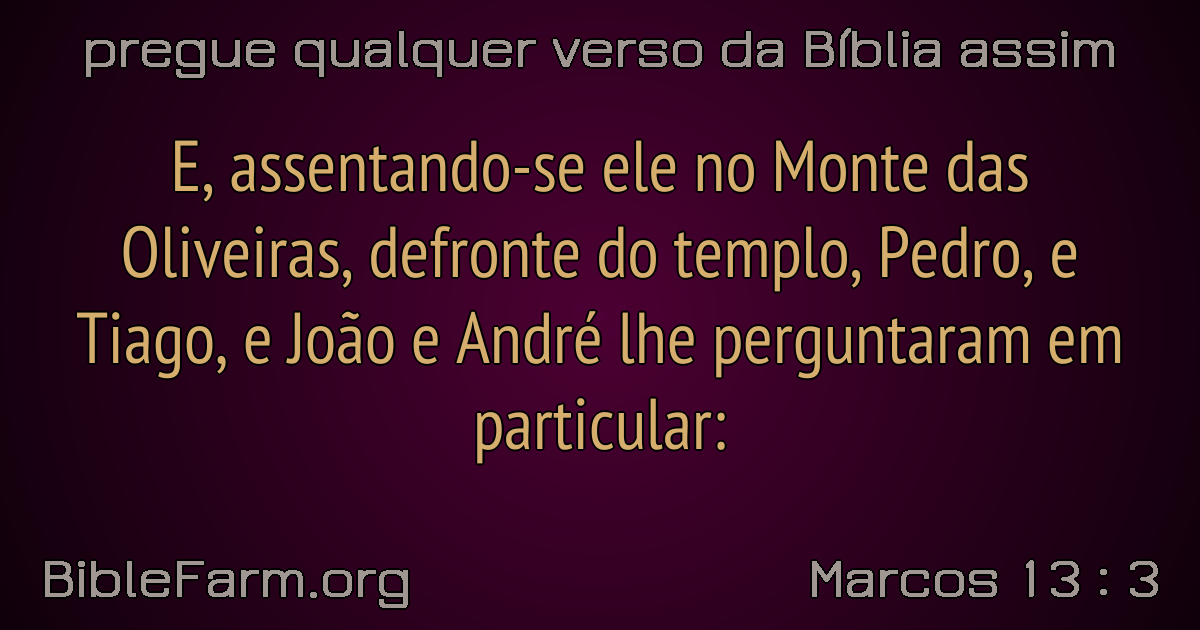 pregue qualquer verso da Bíblia assim
E, assentando-se ele no Monte das
Oliveiras, defronte do templo, Pedro, e
Tiago, e João e André lhe perguntaram em
particular:
BibleFarm.org
Marcos 13 : 3